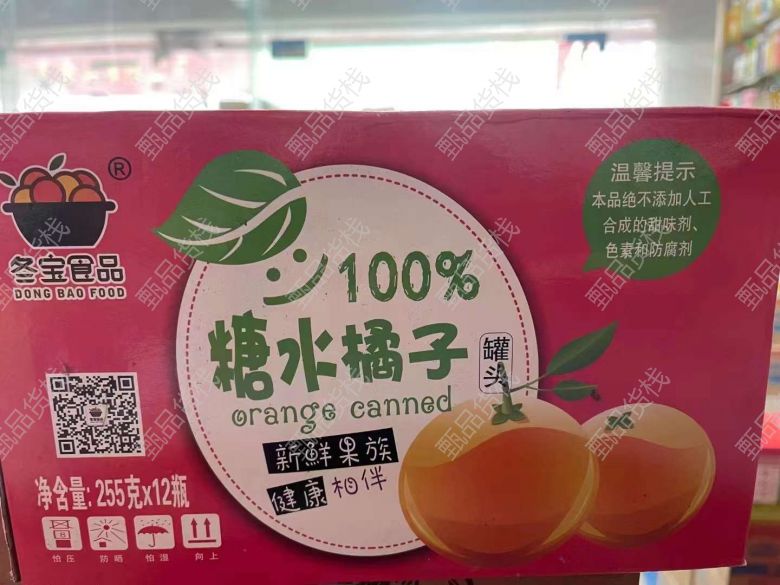 冬宝食品
DONG BAO FOOD
®
温馨提示
本品绝不添加人工
合成的甜味剂、
色素和防腐剂
100%
糖水橘子
罐头
orange canned
新鲜果族
健康相伴
净含量: 255克x12瓶
怕压 防晒 怕湿 向上
甄品货栈